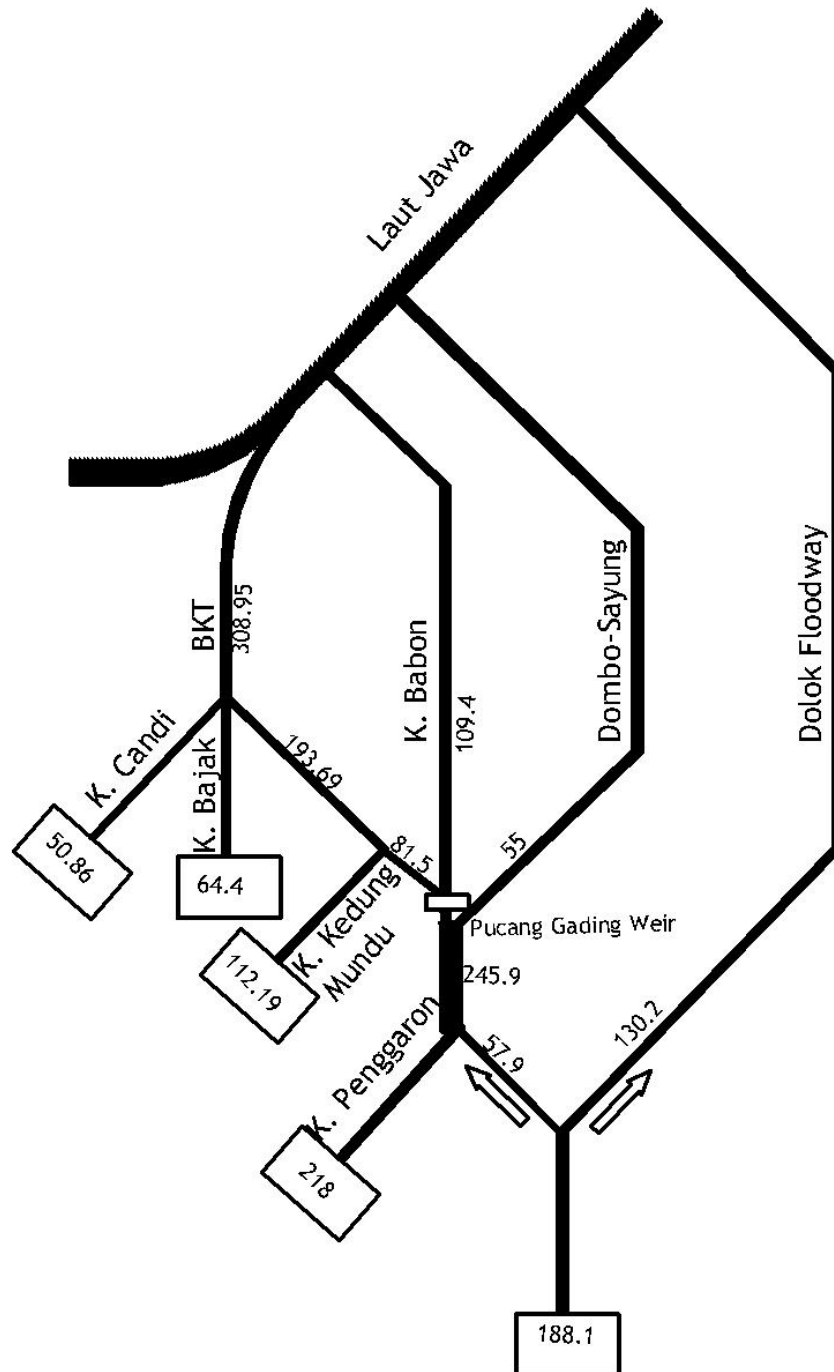 Laut Jawa
BKT
308.95
K. Babon
109.4
Dombo-Sayung
Dolok Floodway
K. Candi
K. Bajak
193.69
81.5
55
50.86
64.4
K. Kedung
Mundu
112.19
Pucang Gading Weir
245.9
K. Penggaron
57.9
130.2
218
188.1